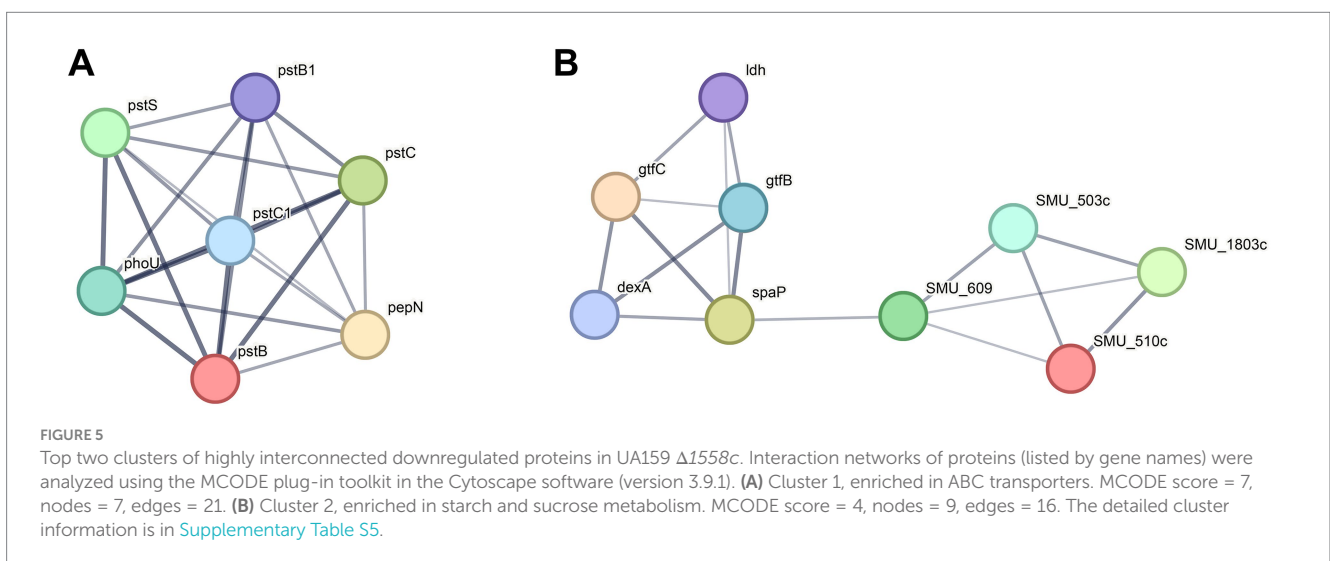 A
pstB1
pstS
pstC
pstC1
phoU
pepN
pstB
B
ldh
gtfC
gtfB
dexA
spaP
SMU_503c
SMU_1803c
SMU_609
SMU_510c
FIGURE 5
Top two clusters of highly interconnected downregulated proteins in UA159 Δ1558c. Interaction networks of proteins (listed by gene names) were
analyzed using the MCODE plug-in toolkit in the Cytoscape software (version 3.9.1). (A) Cluster 1, enriched in ABC transporters. MCODE score = 7,
nodes = 7, edges = 21. (B) Cluster 2, enriched in starch and sucrose metabolism. MCODE score = 4, nodes = 9, edges = 16. The detailed cluster
information is in Supplementary Table S5.